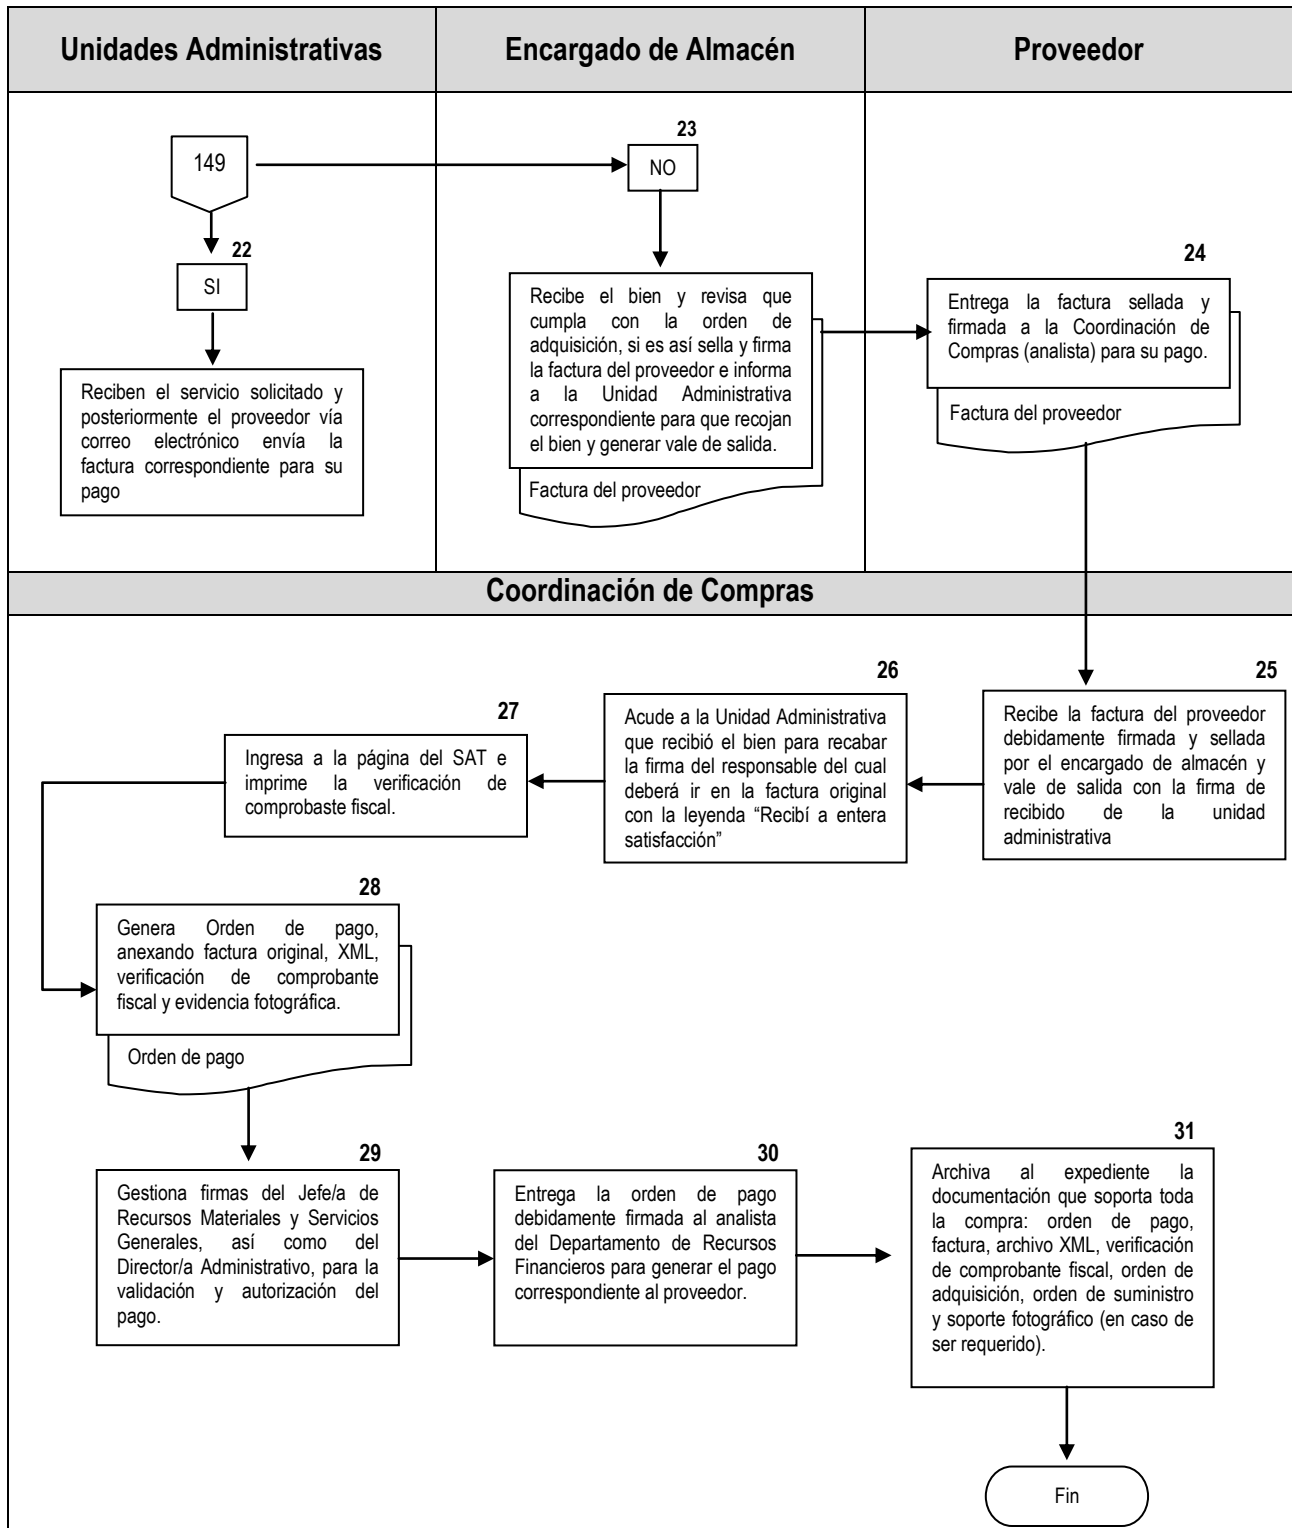 Unidades Administrativas
Encargado de Almacén
Proveedor
149
23
NO
22
SI
Reciben el servicio solicitado y
posteriormente el proveedor vía
correo electrónico envía la
factura correspondiente para su
pago
Recibe el bien y revisa que
cumpla con la orden de
adquisición, si es así sella y firma
la factura del proveedor e informa
a la Unidad Administrativa
correspondiente para que recojan
el bien y generar vale de salida.
Factura del proveedor
24
Entrega la factura sellada y
firmada a la Coordinación de
Compras (analista) para su pago.
Factura del proveedor
Coordinación de Compras
25
Recibe la factura del proveedor
debidamente firmada y sellada
por el encargado de almacén y
vale de salida con la firma de
recibido de la unidad
administrativa
26
Acude a la Unidad Administrativa
que recibió el bien para recabar
la firma del responsable del cual
deberá ir en la factura original
con la leyenda “Recibí a entera
satisfacción”
27
Ingresa a la página del SAT e
imprime la verificación de
comprobaste fiscal.
28
Genera Orden de pago,
anexando factura original, XML,
verificación de comprobante
fiscal y evidencia fotográfica.
Orden de pago
29
Gestiona firmas del Jefe/a de
Recursos Materiales y Servicios
Generales, así como del
Director/a Administrativo, para la
validación y autorización del
pago.
30
Entrega la orden de pago
debidamente firmada al analista
del Departamento de Recursos
Financieros para generar el pago
correspondiente al proveedor.
31
Archiva al expediente la
documentación que soporta toda
la compra: orden de pago,
factura, archivo XML, verificación
de comprobante fiscal, orden de
adquisición, orden de suministro
y soporte fotográfico (en caso de
ser requerido).
Fin